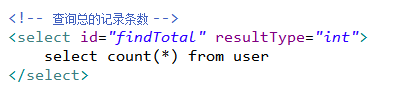 <!-- 查询总的记录条数 -->
<select id="findTotal" resultType="int">
    select count(*) from user
</select>